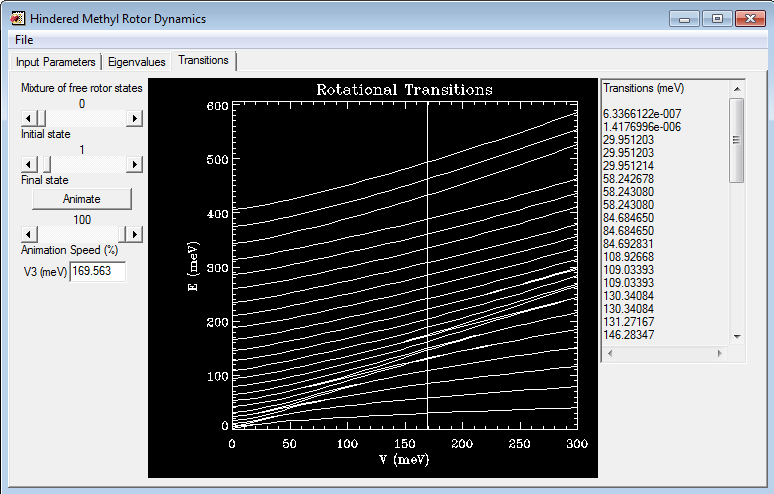 Hindered Methyl Rotor Dynamics
File
Input Parameters Eigenvalues Transitions
Mixture of free rotor states
0
Initial state
1
Final state
Animate
100
Animation Speed (%)
V3 (meV) 169.563
Rotational Transitions
600
500
400
300
200
100
0
E (meV)
0 50 100 150 200 250 300
V (meV)
Transitions (meV)
6.3366122e-007
1.4176996e-006
29.951203
29.951203
29.951214
58.242678
58.243080
58.243080
84.684650
84.684650
84.692831
108.92668
109.03393
109.03393
130.34084
130.34084
131.27167
146.28347